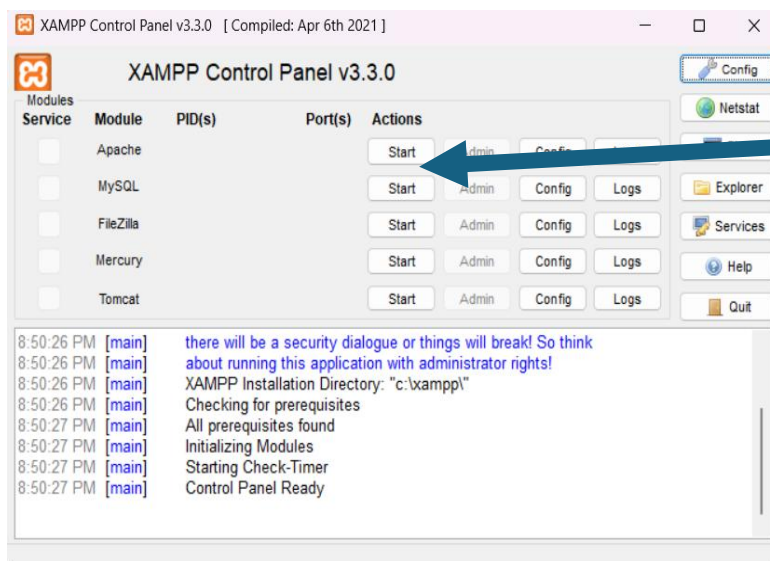 XAMPP Control Panel v3.3.0 [ Compiled: Apr 6th 2021 ]
XAMPP Control Panel v3.3.0
Config
Modules
Service Module PID(s) Port(s) Actions
Netstat
Apache Start Admin Config
MySQL Start Admin Config Logs
Explorer
FileZilla Start Admin Config Logs
Services
Mercury Start Admin Config Logs
Help
Tomcat Start Admin Config Logs
Quit
8:50:26 PM [main] there will be a security dialogue or things will break! So think
8:50:26 PM [main] about running this application with administrator rights!
8:50:26 PM [main] XAMPP Installation Directory: "c:\xampp\"
8:50:26 PM [main] Checking for prerequisites
8:50:27 PM [main] All prerequisites found
8:50:27 PM [main] Initializing Modules
8:50:27 PM [main] Starting Check-Timer
8:50:27 PM [main] Control Panel Ready